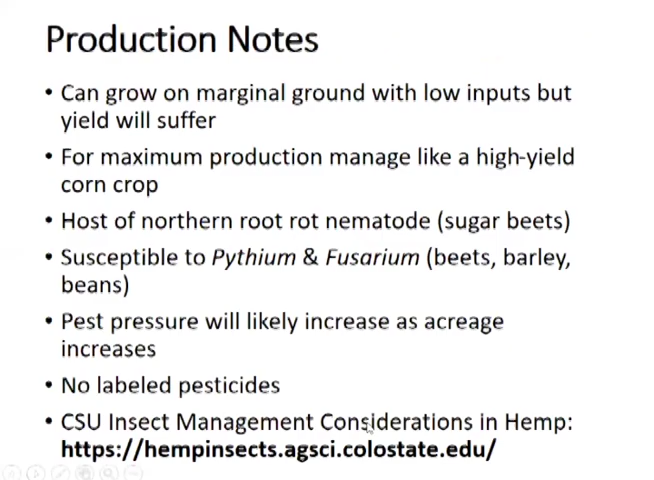 Production Notes
• Can grow on marginal ground with low inputs but
yield will suffer
• For maximum production manage like a high-yield
corn crop
• Host of northern root rot nematode (sugar beets)
• Susceptible to Pythium & Fusarium (beets, barley,
beans)
• Pest pressure will likely increase as acreage
increases
• No labeled pesticides
• CSU Insect Management Considerations in Hemp:
https://hempinsects.agsci.colostate.edu/